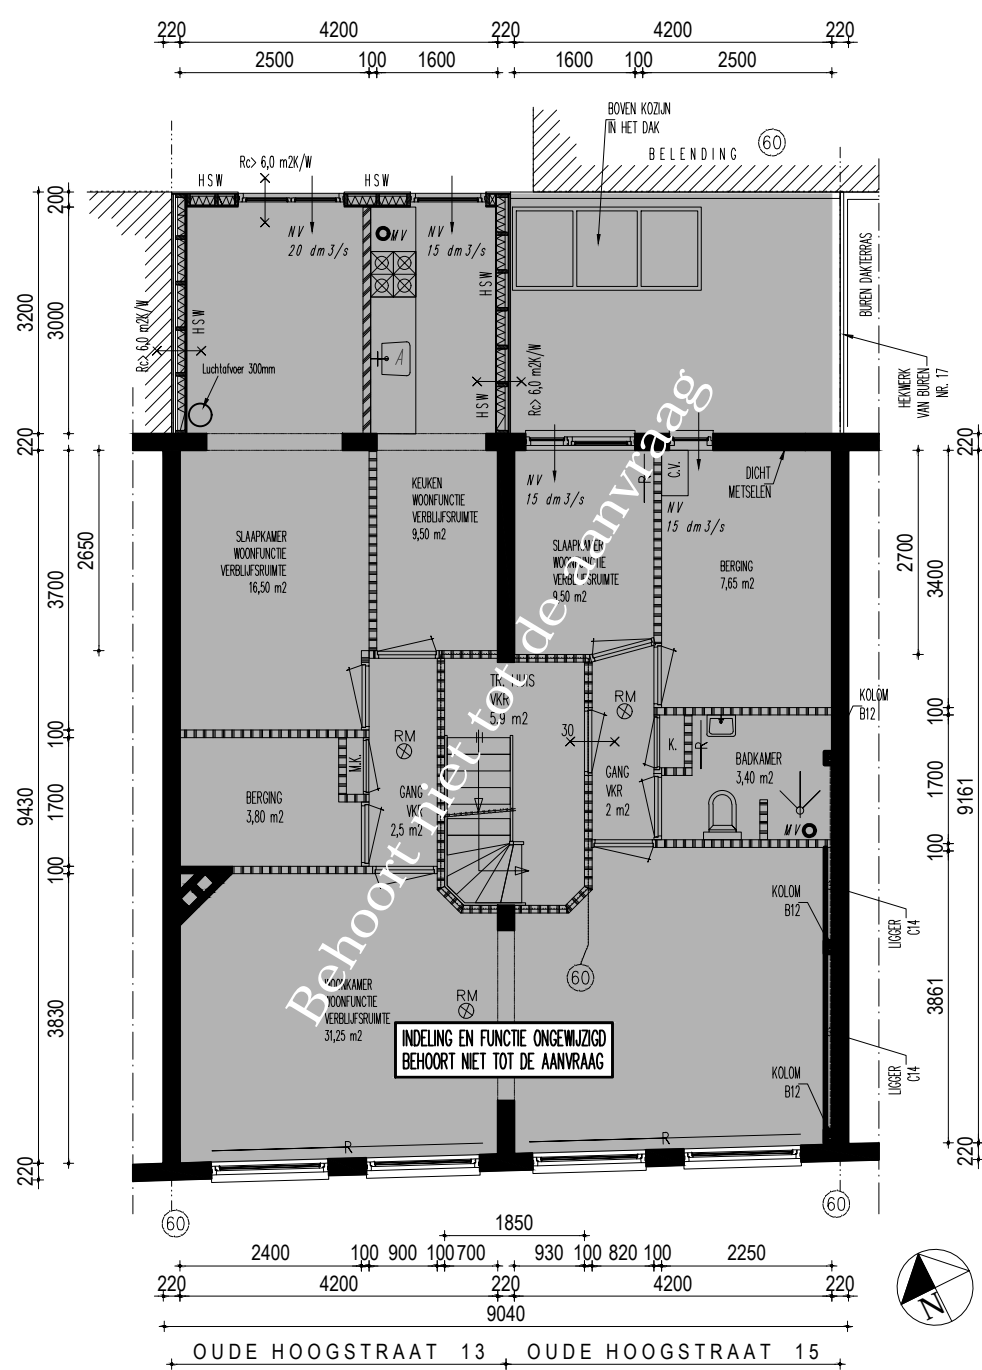 220 4200 220 4200 220
2500 100 1600 1600 100 2500
BOVEN KOZIJN
IN HET DAK
60
BELENDING
Rc> 6,0 m2K/W
HSW
HSW
200
3200
3000
220
NV
20 dm3/s
MV
NV
15 dm3/s
HSW
BUREN DAKTERRAS
Rc> 6,0 m2K/W
HSW
Luchtafvoer 300mm
A
HSW
Rc> 6,0 m2K/W
HEKWERK
VAN BUREN
NR. 17
220
KEUKEN
WOONFUNCTIE
VERBLIJFSRUIMTE
9,50 m2
NV
15 dm3/s
R
C.V.
NV
15 dm3/s
DICHT
METSELEN
2650
3700
SLAAPKAMER
WOONFUNCTIE
VERBLIJFSRUIMTE
16,50 m2
SLAAPKAMER
WOONFUNCTIE
VERBLIJFSRUIMTE
9,50 m2
BERGING
7,65 m2
2700
3400
Behoort niet tot de aanvraag
TR. HUIS
VKR
5,9 m2
RM
KOLOM
B12
100
RM
30
K.
R
BADKAMER
3,40 m2
100
M.K.
9430
1700
BERGING
3,80 m2
GANG
VKR
2,5 m2
GANG
VKR
2 m2
MV
1700
9161
100
100
KOLOM
B12
LIGGER
C14
60
3830
WOONKAMER
WOONFUNCTIE
VERBLIJFSRUIMTE
31,25 m2
RM
INDELING EN FUNCTIE ONGEWIJZIGD
BEHOORT NIET TOT DE AANVRAAG
3861
KOLOM
B12
LIGGER
C14
R
R
220
220
60
60
1850
2400 100 900 100 700 930 100 820 100 2250
220 4200 220 4200 220
9040
N
OUDE HOOGSTRAAT 13 OUDE HOOGSTRAAT 15